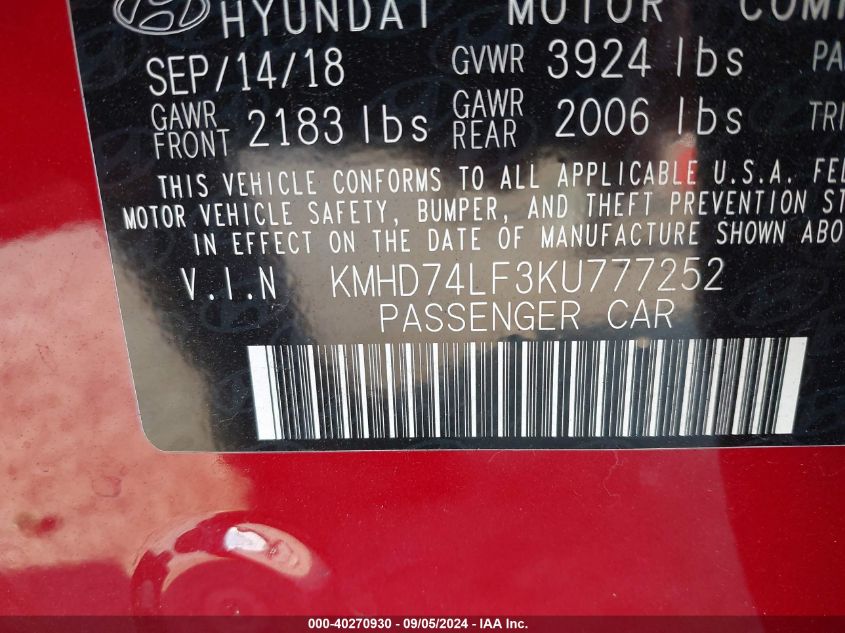 HYUNDAI MOTOR COM
SEP/14/18 GVWR 3924 lbs PA
GAWR FRONT 2183 lbs GAWR REAR 2006 lbs TRI
THIS VEHICLE CONFORMS TO ALL APPLICABLE U.S.A. FE
MOTOR VEHICLE SAFETY, BUMPER, AND THEFT PREVENTION ST
IN EFFECT ON THE DATE OF MANUFACTURE SHOWN ABO
V.I.N KMHD74LF3KU777252
PASSENGER CAR
000-40270930 - 09/05/2024 - IAA Inc.